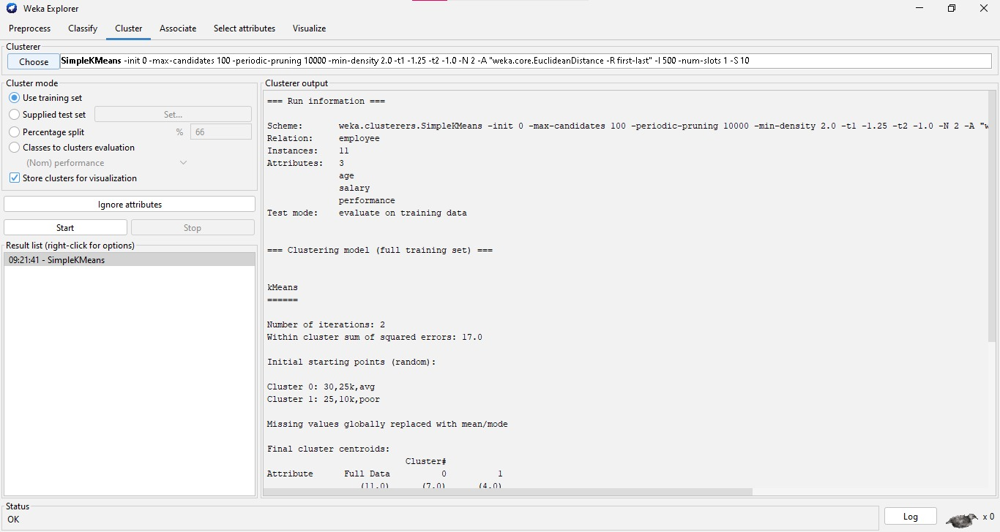 Weka Explorer
Preprocess Classify Cluster Associate Select attributes Visualize
Clusterer
Choose SimpleKMeans -init 0 -max-candidates 100 -periodic-pruning 10000 -min-density 2.0 -t1 -1.25 -t2 -1.0 -N 2 -A "weka.core.EuclideanDistance -R first-last" -I 500 -num-slots 1 -S 10
Cluster mode
Use training set
Supplied test set Set...
Percentage split % 66
Classes to clusters evaluation
(Nom) performance
Store clusters for visualization
Ignore attributes
Start Stop
Result list (right-click for options)
09:21:41 - SimpleKMeans
Clusterer output
=== Run information ===
Scheme: weka.clusterers.SimpleKMeans -init 0 -max-candidates 100 -periodic-pruning 10000 -min-density 2.0 -t1 -1.25 -t2 -1.0 -N 2 -A "w
Relation: employee
Instances: 11
Attributes: 3
age
salary
performance
Test mode: evaluate on training data
=== Clustering model (full training set) ===
kMeans
======
Number of iterations: 2
Within cluster sum of squared errors: 17.0
Initial starting points (random):
Cluster 0: 30,25k,avg
Cluster 1: 25,10k,poor
Missing values globally replaced with mean/mode
Final cluster centroids:
Cluster#
Attribute Full Data 0 1
(11.0) (7.0) (4.0)
Status
OK
Log x 0